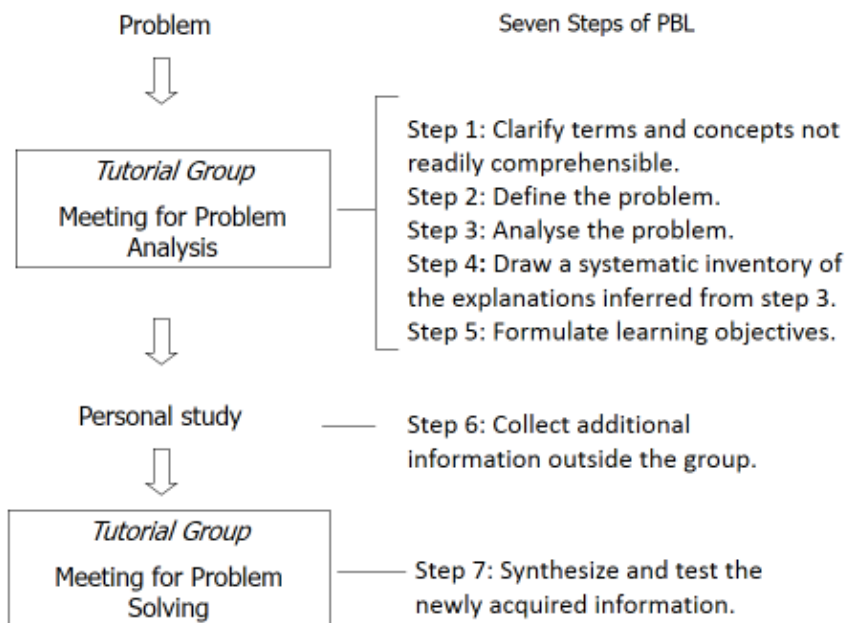 Problem
Seven Steps of PBL
Tutorial Group
Meeting for Problem
Analysis
Step 1: Clarify terms and concepts not
readily comprehensible.
Step 2: Define the problem.
Step 3: Analyse the problem.
Step 4: Draw a systematic inventory of
the explanations inferred from step 3.
Step 5: Formulate learning objectives.
Personal study
Step 6: Collect additional
information outside the group.
Tutorial Group
Meeting for Problem
Solving
Step 7: Synthesize and test the
newly acquired information.